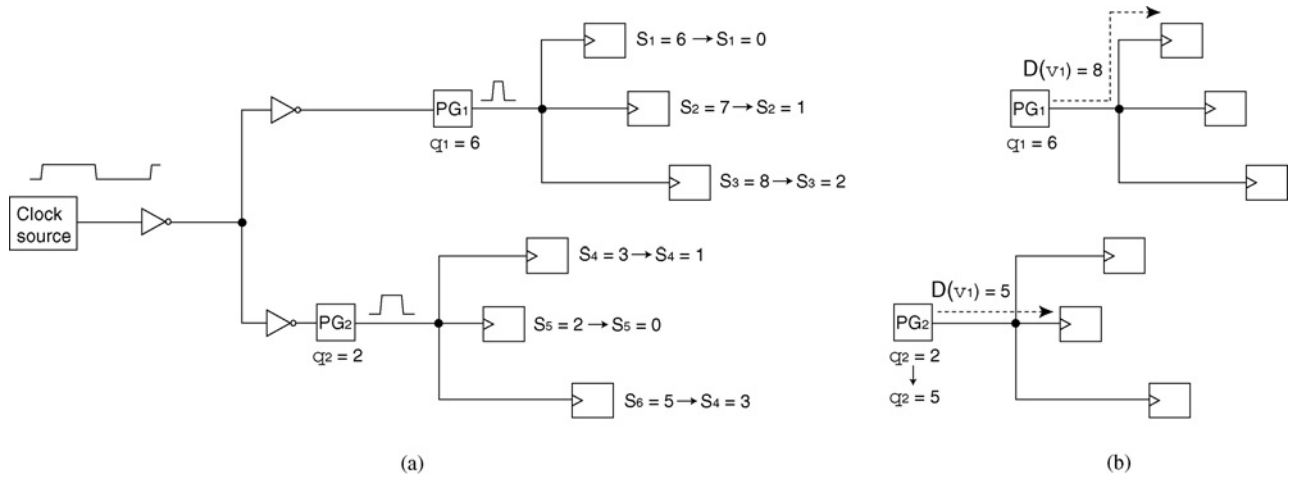 S1 = 6 → S1 = 0
PG1
q1 = 6
S2 = 7 → S2 = 1
S3 = 8 → S3 = 2
Clock
source
S4 = 3 → S4 = 1
PG2
q2 = 2
S5 = 2 → S5 = 0
S6 = 5 → S4 = 3
(a)
D(v1) = 8
PG1
q1 = 6
D(v1) = 5
PG2
q2 = 2
↓
q2 = 5
(b)